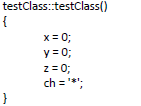 testClass::testClass()
{
x = 0;
y = 0;
z = 0;
ch = '*';
}